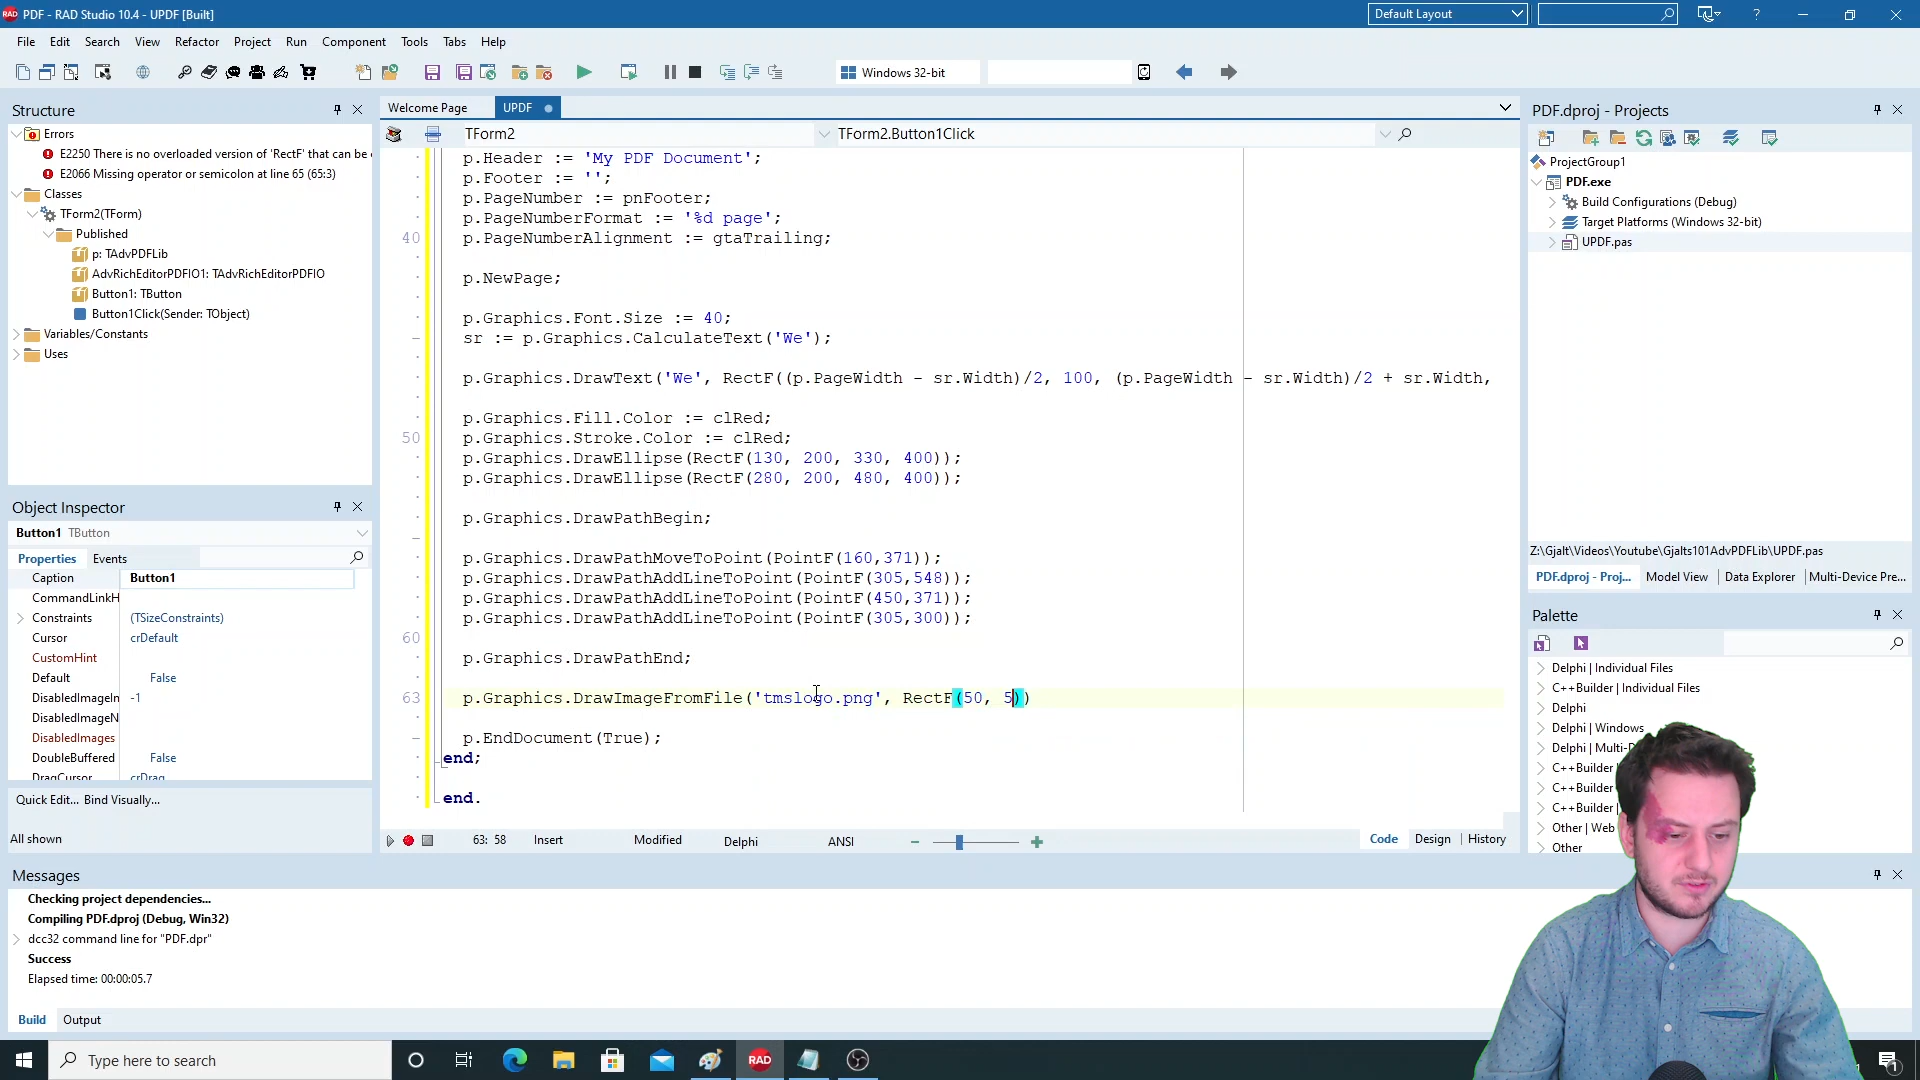 PDF - RAD Studio 10.4 - UPDF [Built]
Default Layout
File Edit Search View Refactor Project Run Component Tools Tabs Help
Windows 32-bit
Structure
Errors
E2250 There is no overloaded version of 'RectF' that can be
E2066 Missing operator or semicolon at line 65 (65:3)
Classes
TForm2(TForm)
Published
p: TAdvPDFLib
AdvRichEditorPDFIO1: TAdvRichEditorPDFIO
Button1: TButton
Button1Click(Sender: TObject)
Variables/Constants
Uses
Object Inspector
Button1 TButton
Properties Events
Caption Button1
CommandLinkH
Constraints (TSizeConstraints)
Cursor crDefault
CustomHint
Default False
DisabledImageIn -1
DisabledImageN
DisabledImages
DoubleBuffered False
DragCursor crDrag
Quick Edit... Bind Visually...
All shown
Welcome Page UPDF
TForm2 TForm2.Button1Click
p.Header := 'My PDF Document';
p.Footer := '';
p.PageNumber := pnFooter;
p.PageNumberFormat := '%d page';
40 p.PageNumberAlignment := gtaTrailing;
p.NewPage;
p.Graphics.Font.Size := 40;
sr := p.Graphics.CalculateText('We');
p.Graphics.DrawText('We', RectF((p.PageWidth - sr.Width)/2, 100, (p.PageWidth - sr.Width)/2 + sr.Width,
p.Graphics.Fill.Color := clRed;
50 p.Graphics.Stroke.Color := clRed;
p.Graphics.DrawEllipse(RectF(130, 200, 330, 400));
p.Graphics.DrawEllipse(RectF(280, 200, 480, 400));
p.Graphics.DrawPathBegin;
p.Graphics.DrawPathMoveToPoint(PointF(160,371));
p.Graphics.DrawPathAddLineToPoint(PointF(305,548));
p.Graphics.DrawPathAddLineToPoint(PointF(450,371));
p.Graphics.DrawPathAddLineToPoint(PointF(305,300));
60
p.Graphics.DrawPathEnd;
63 p.Graphics.DrawImageFromFile('tmslogo.png', RectF(50, 5))
p.EndDocument(True);
end;
end.
63: 58 Insert Modified Delphi ANSI Code Design History
PDF.dproj - Projects
ProjectGroup1
PDF.exe
Build Configurations (Debug)
Target Platforms (Windows 32-bit)
UPDF.pas
Z:\Gjalt\Videos\Youtube\Gjalts101AdvPDFLib\UPDF.pas
PDF.dproj - Proj... Model View Data Explorer Multi-Device Pre...
Palette
Delphi | Individual Files
C++Builder | Individual Files
Delphi
Delphi | Windows
Delphi | Multi-D
C++Builder
C++Builder |
C++Builder |
Other | Web
Other
Messages
Checking project dependencies...
Compiling PDF.dproj (Debug, Win32)
dcc32 command line for "PDF.dpr"
Success
Elapsed time: 00:00:05.7
Build Output
Type here to search
RAD
1